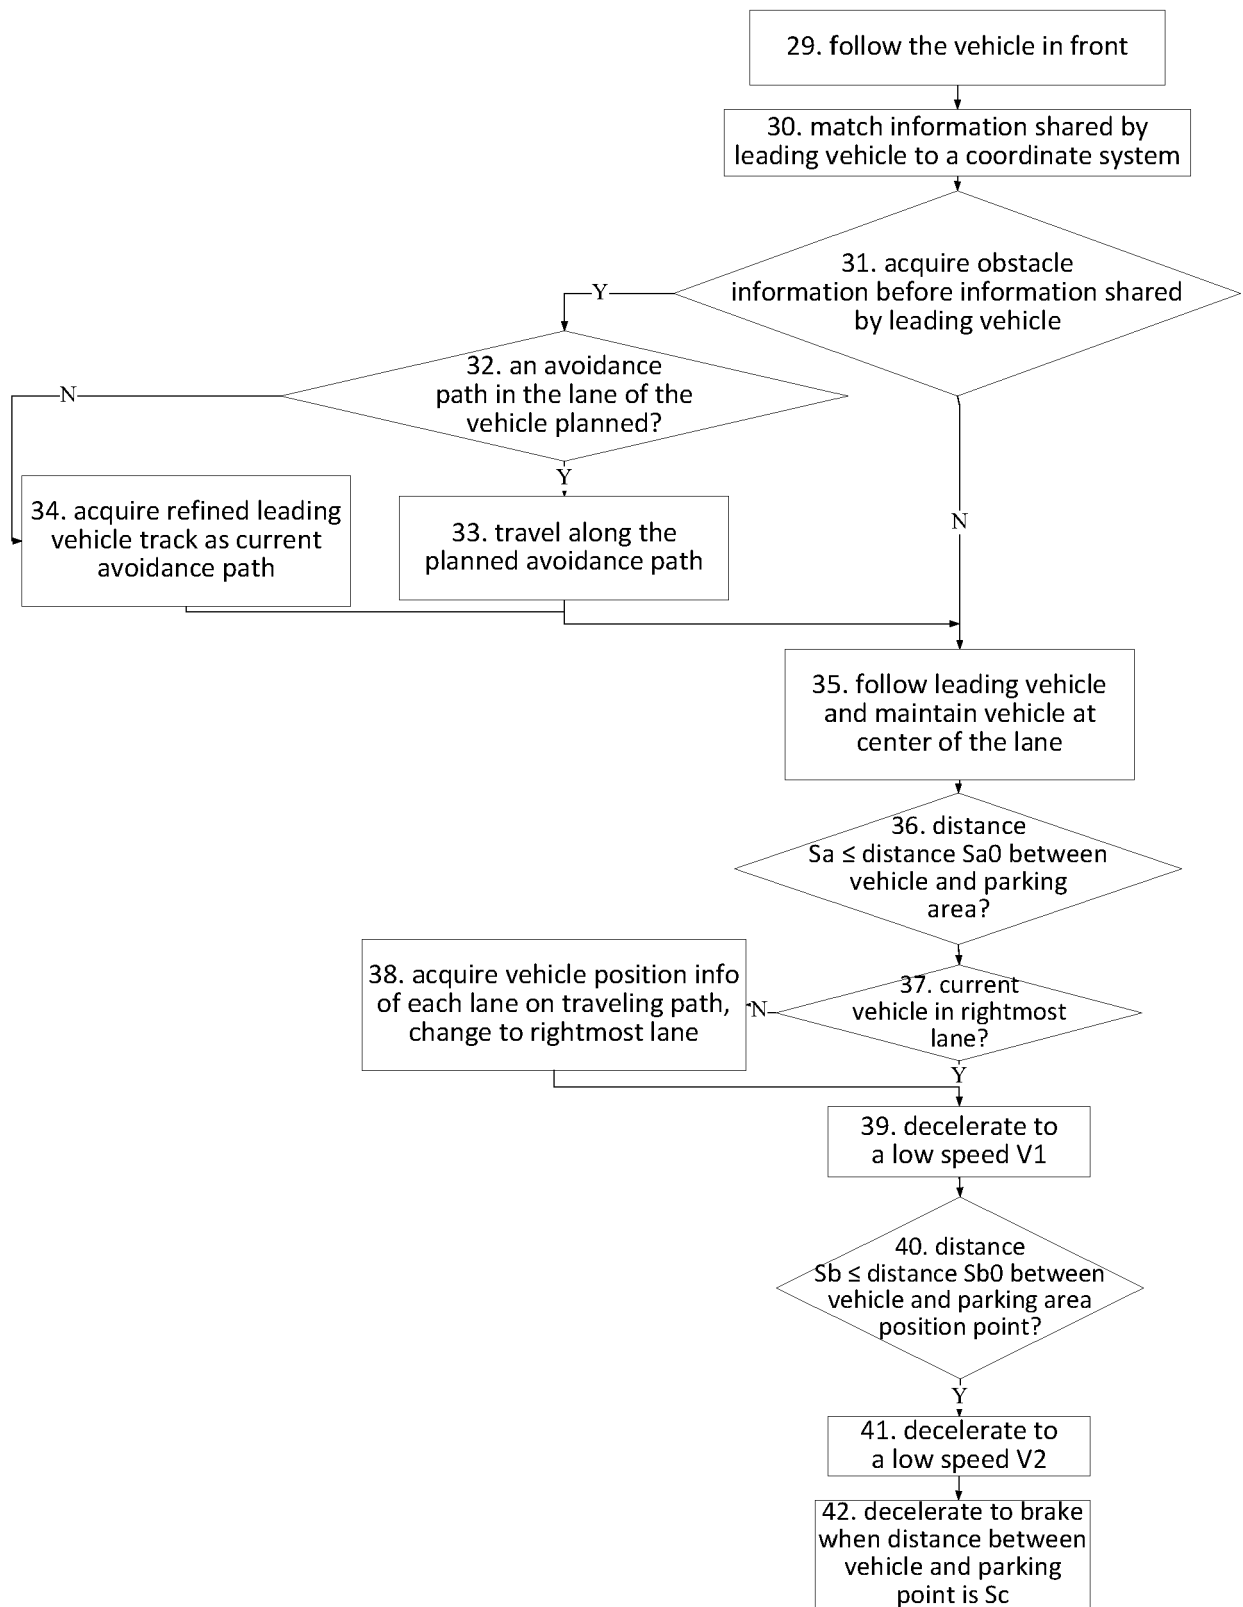 29. follow the vehicle in front
30. match information shared by
leading vehicle to a coordinate system
31. acquire obstacle
information before information shared
by leading vehicle
Y
32. an avoidance
path in the lane of the
vehicle planned?
N
Y
34. acquire refined leading
vehicle track as current
avoidance path
33. travel along the
planned avoidance path
N
35. follow leading vehicle
and maintain vehicle at
center of the lane
36. distance
Sa ≤ distance Sa0 between
vehicle and parking
area?
37. current
vehicle in rightmost
lane?
N
38. acquire vehicle position info
of each lane on traveling path,
change to rightmost lane
Y
39. decelerate to
a low speed V1
40. distance
Sb ≤ distance Sb0 between
vehicle and parking area
position point?
Y
41. decelerate to
a low speed V2
42. decelerate to brake
when distance between
vehicle and parking
point is Sc